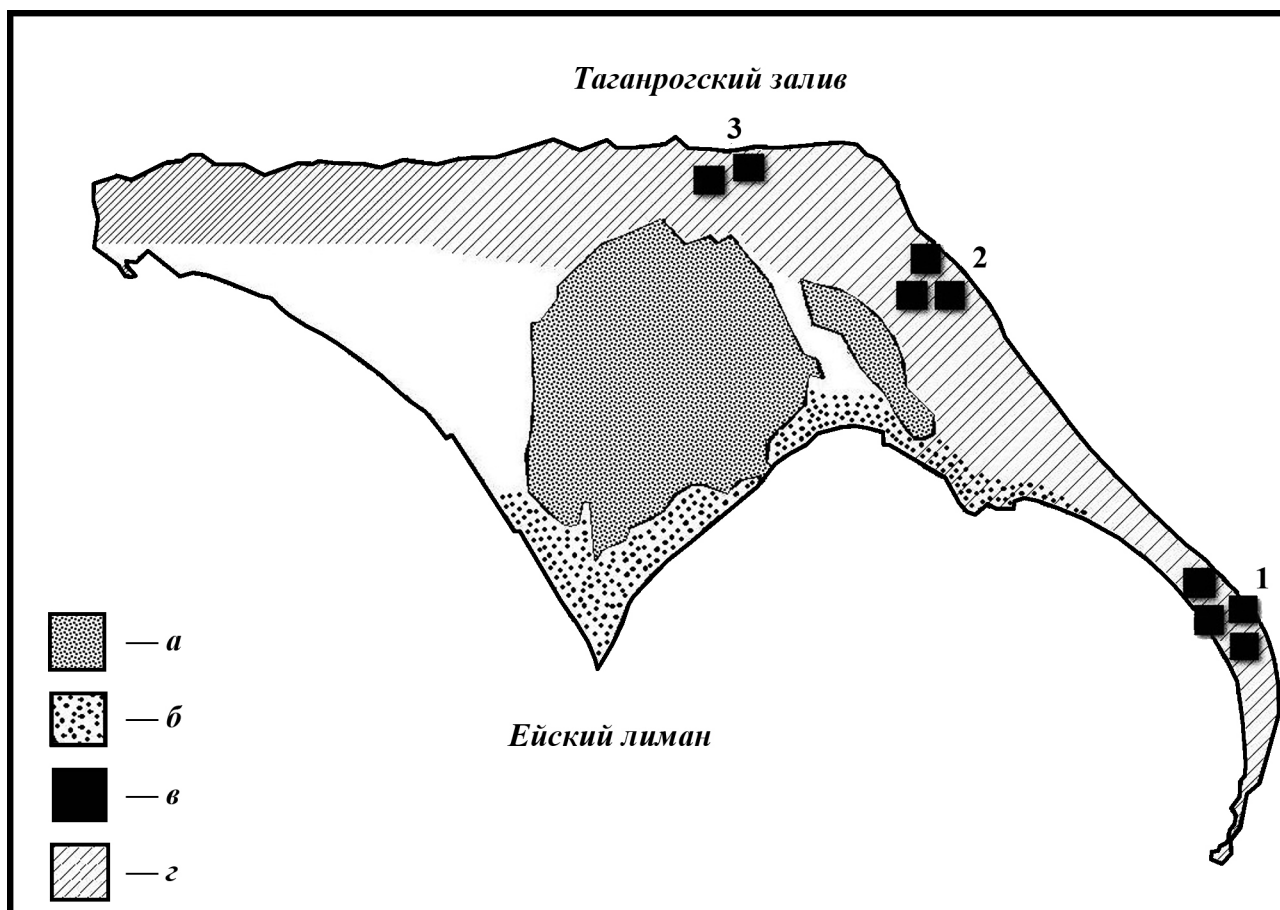 Таганрогский залив
3
2
1
Ейский лиман
— а
— б
— в
— г